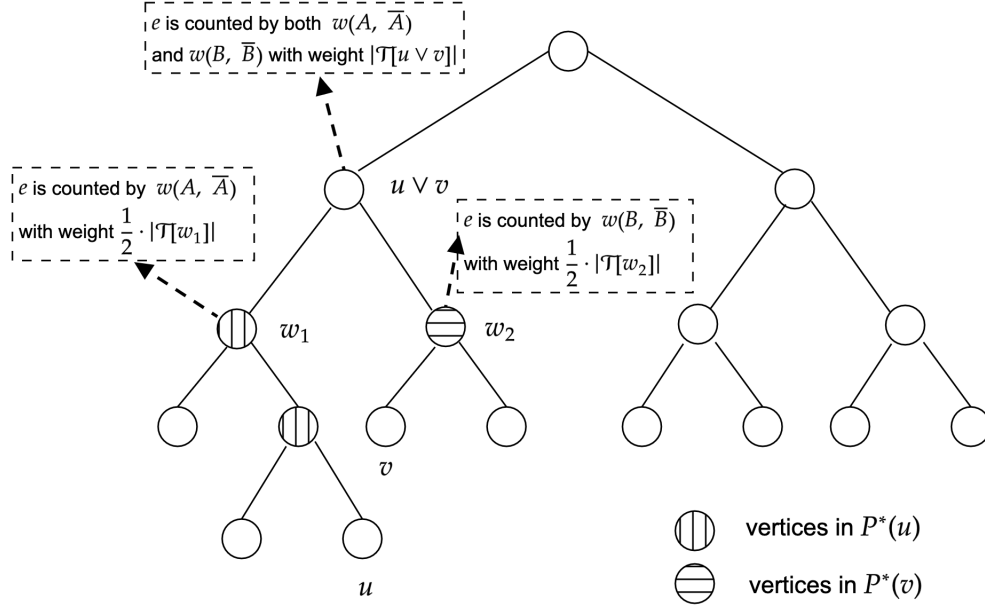 e is counted by both w(A, A̅)
and w(B, B̅) with weight |𝒯[u ∨ v]|
e is counted by w(A, A̅)
with weight 1/2 · |𝒯[w₁]|
u ∨ v
e is counted by w(B, B̅)
with weight 1/2 · |𝒯[w₂]|
w₁
w₂
v
u
vertices in P*(u)
vertices in P*(v)